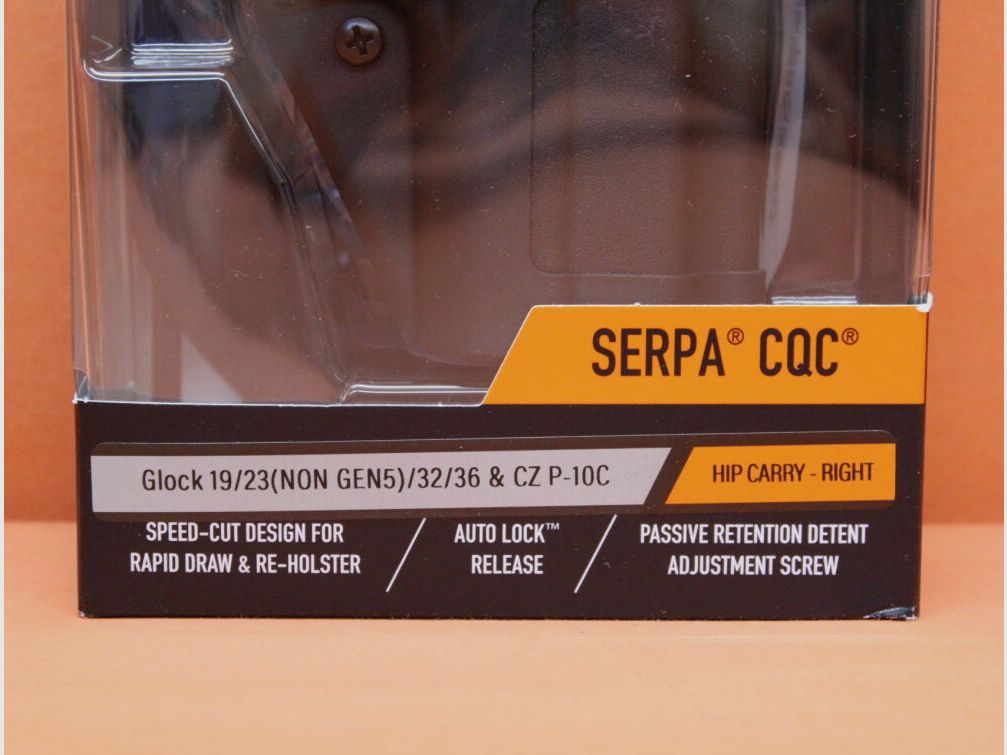 SERPA® CQC®
Glock 19/23(NON GEN5)/32/36 & CZ P-10C
HIP CARRY - RIGHT
SPEED-CUT DESIGN FOR
RAPID DRAW & RE-HOLSTER
AUTO LOCK™
RELEASE
PASSIVE RETENTION DETENT
ADJUSTMENT SCREW